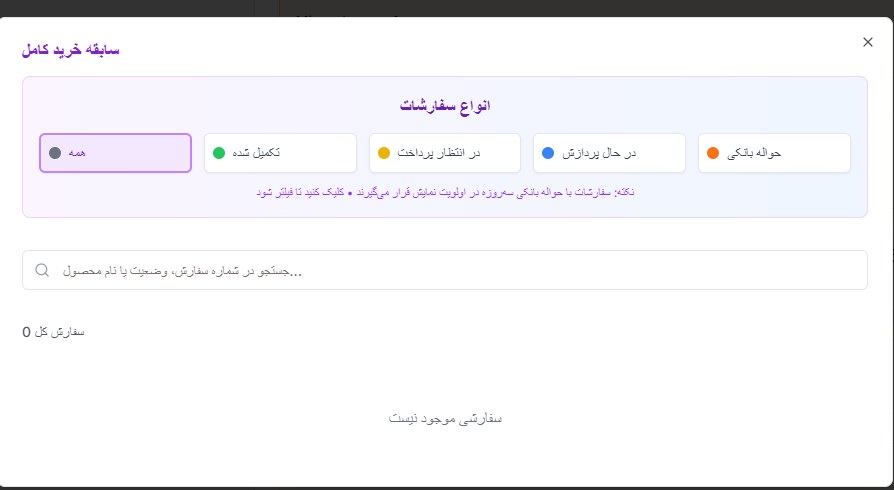 سابقه خرید کامل
انواع سفارشات
همه
تکمیل شده
در انتظار پرداخت
در حال پردازش
حواله بانکی
نکته: سفارشات با حواله بانکی سه‌روزه در اولویت نمایش قرار می‌گیرند • کلیک کنید تا فیلتر شود
جستجو در شماره سفارش، وضعیت یا نام محصول...
0 سفارش کل
سفارشی موجود نیست